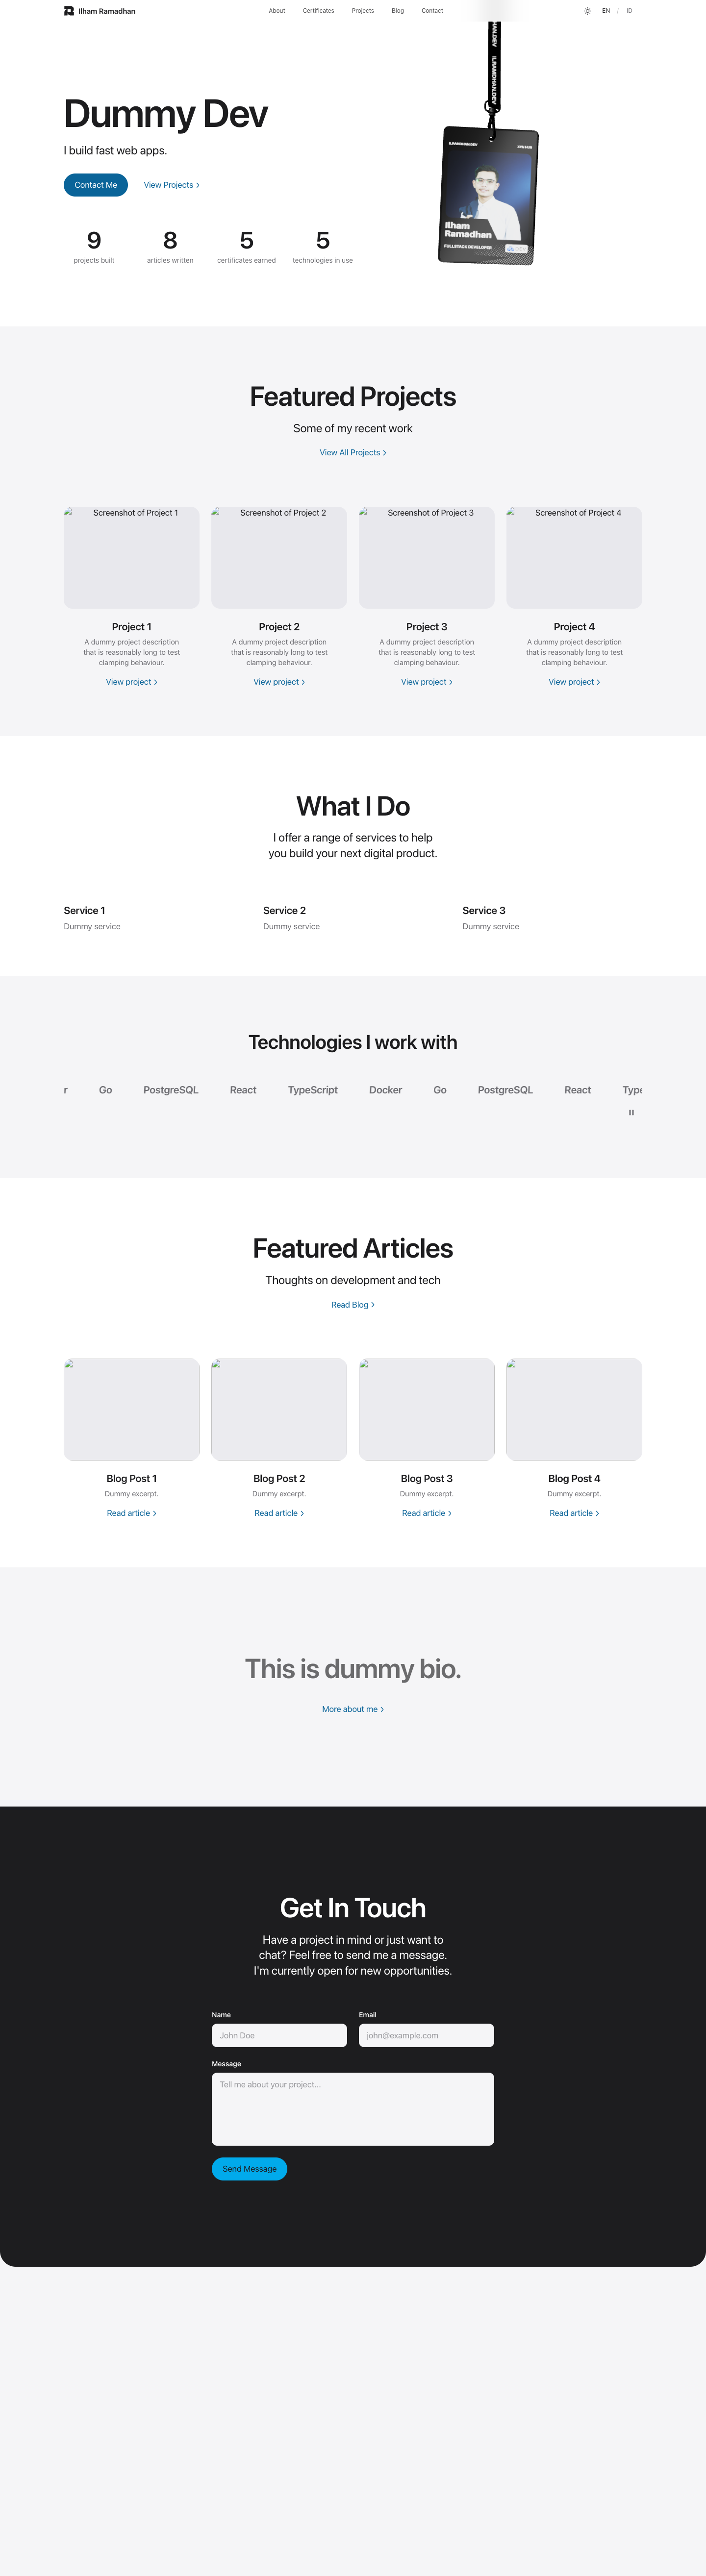 Ilham Ramadhan
About
Certificates
Projects
Blog
Contact
EN / ID
Dummy Dev
I build fast web apps.
Contact Me
View Projects
9
projects built
8
articles written
5
certificates earned
5
technologies in use
ILRAMDHAN.DEV
Ilham
Ramadhan
FULLSTACK DEVELOPER
Featured Projects
Some of my recent work
View All Projects
Screenshot of Project 1
Screenshot of Project 2
Screenshot of Project 3
Screenshot of Project 4
Project 1
A dummy project description
that is reasonably long to test
clamping behaviour.
View project
Project 2
A dummy project description
that is reasonably long to test
clamping behaviour.
View project
Project 3
A dummy project description
that is reasonably long to test
clamping behaviour.
View project
Project 4
A dummy project description
that is reasonably long to test
clamping behaviour.
View project
What I Do
I offer a range of services to help
you build your next digital product.
Service 1
Dummy service
Service 2
Dummy service
Service 3
Dummy service
Technologies I work with
r
Go
PostgreSQL
React
TypeScript
Docker
Go
PostgreSQL
React
Type
Featured Articles
Thoughts on development and tech
Read Blog
Blog Post 1
Dummy excerpt.
Read article
Blog Post 2
Dummy excerpt.
Read article
Blog Post 3
Dummy excerpt.
Read article
Blog Post 4
Dummy excerpt.
Read article
This is dummy bio.
More about me
Get In Touch
Have a project in mind or just want to
chat? Feel free to send me a message.
I'm currently open for new opportunities.
Name
John Doe
Email
john@example.com
Message
Tell me about your project...
Send Message